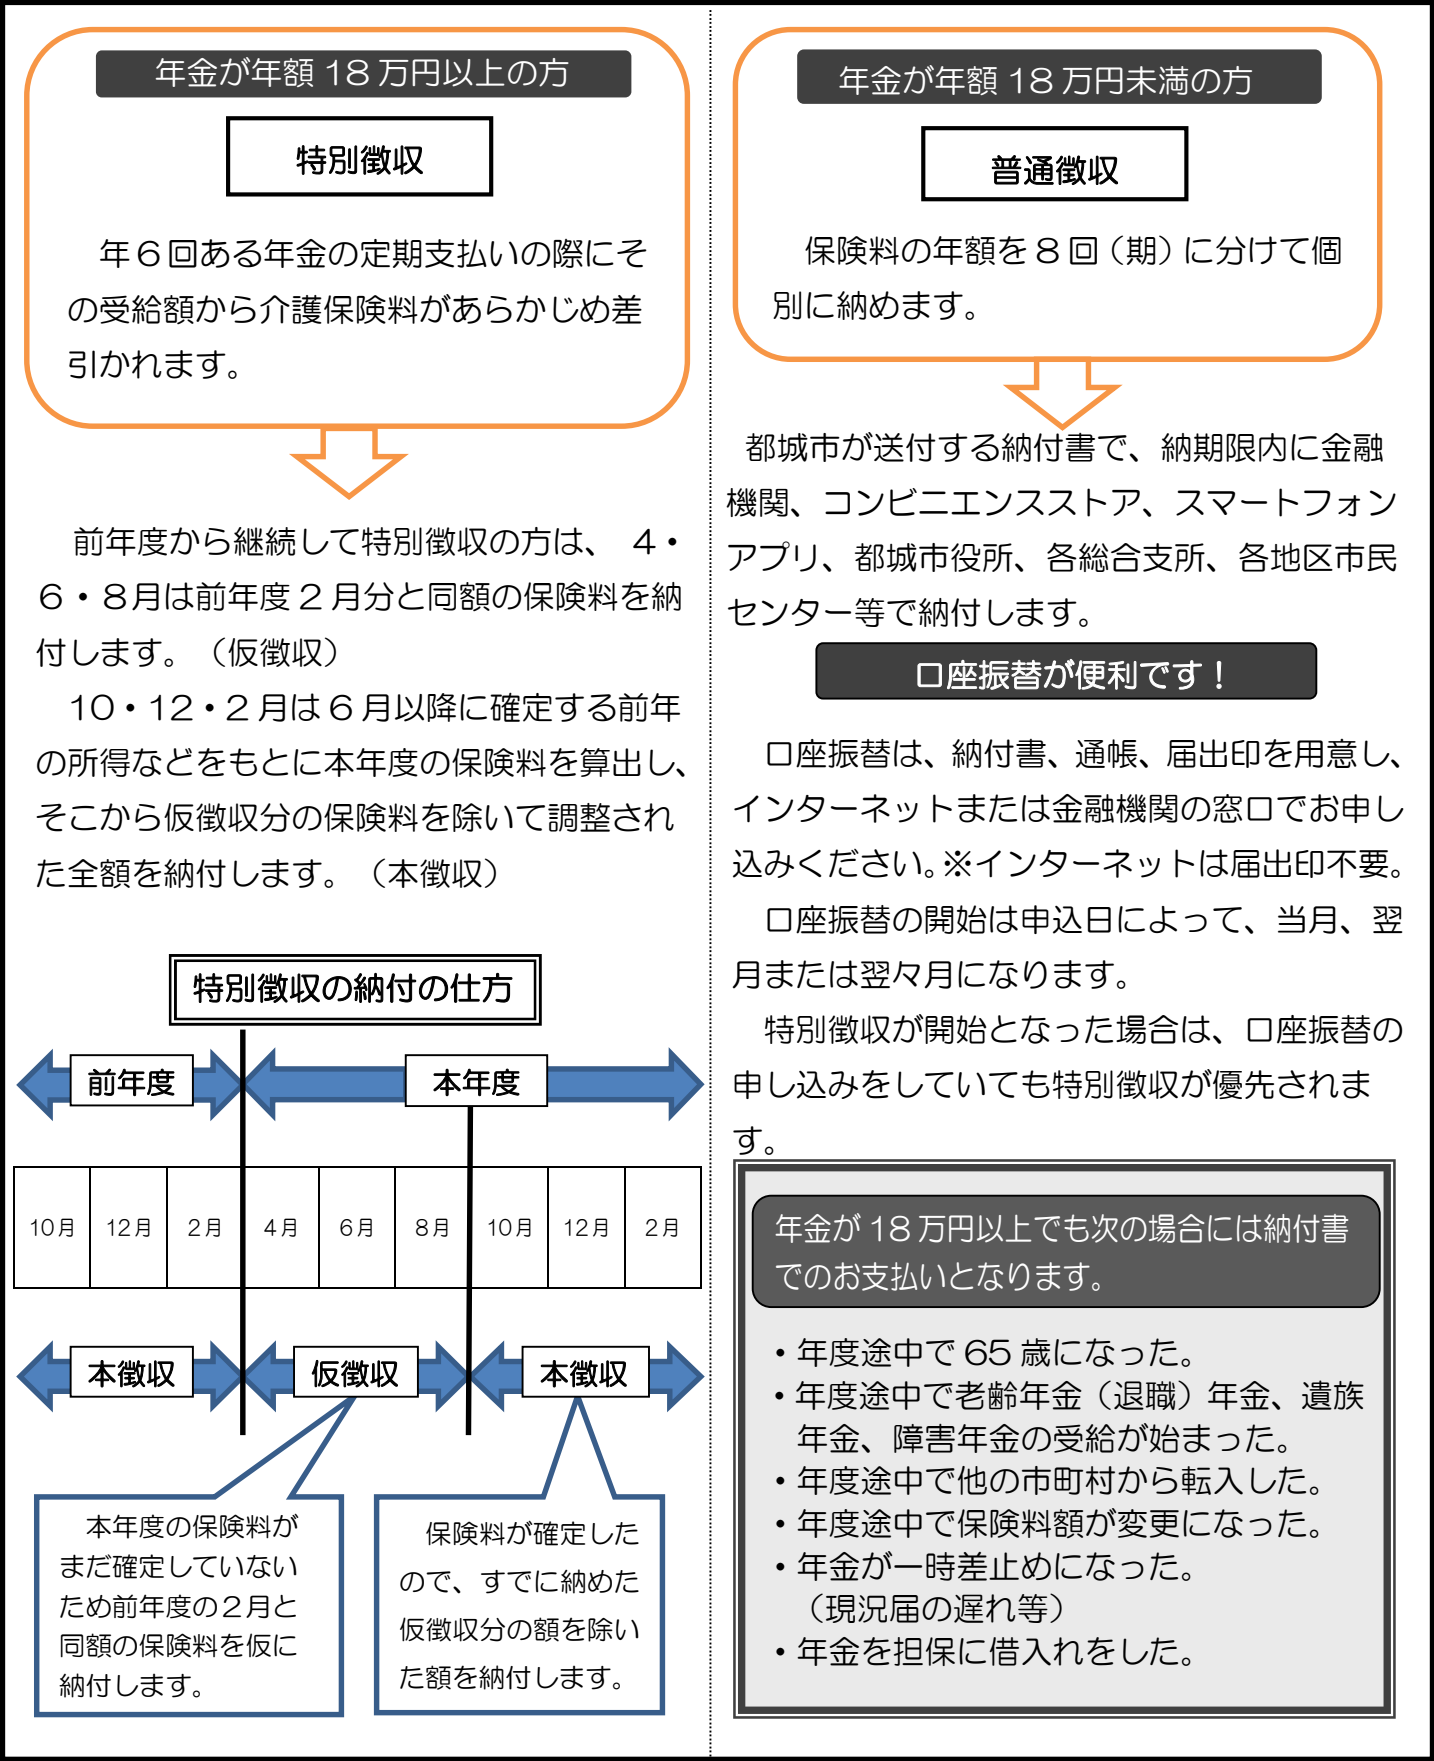 年金が年額 18 万円以上の方
特別徴収
年6回ある年金の定期支払いの際にそ
の受給額から介護保険料があらかじめ差
引かれます。
前年度から継続して特別徴収の方は、 4・
6・8月は前年度 2 月分と同額の保険料を納
付します。（仮徴収）
10・12・2 月は 6 月以降に確定する前年
の所得などをもとに本年度の保険料を算出し、
そこから仮徴収分の保険料を除いて調整され
た全額を納付します。（本徴収）
特別徴収の納付の仕方
前年度 本年度
10月 12月 2月 4月 6月 8月 10月 12月 2月
本徴収 仮徴収 本徴収
本年度の保険料が
まだ確定していない
ため前年度の2月と
同額の保険料を仮に
納付します。
保険料が確定した
ので、すでに納めた
仮徴収分の額を除い
た額を納付します。
年金が年額 18 万円未満の方
普通徴収
保険料の年額を 8 回（期）に分けて個
別に納めます。
都城市が送付する納付書で、納期限内に金融
機関、コンビニエンスストア、スマートフォン
アプリ、都城市役所、各総合支所、各地区市民
センター等で納付します。
口座振替が便利です！
口座振替は、納付書、通帳、届出印を用意し、
インターネットまたは金融機関の窓口でお申し
込みください。※インターネットは届出印不要。
口座振替の開始は申込日によって、当月、翌
月または翌々月になります。
特別徴収が開始となった場合は、口座振替の
申し込みをしていても特別徴収が優先されま
す。
年金が 18 万円以上でも次の場合には納付書
でのお支払いとなります。
・年度途中で 65 歳になった。
・年度途中で老齢年金（退職）年金、遺族
年金、障害年金の受給が始まった。
・年度途中で他の市町村から転入した。
・年度途中で保険料額が変更になった。
・年金が一時差止めになった。
（現況届の遅れ等）
・年金を担保に借入れをした。